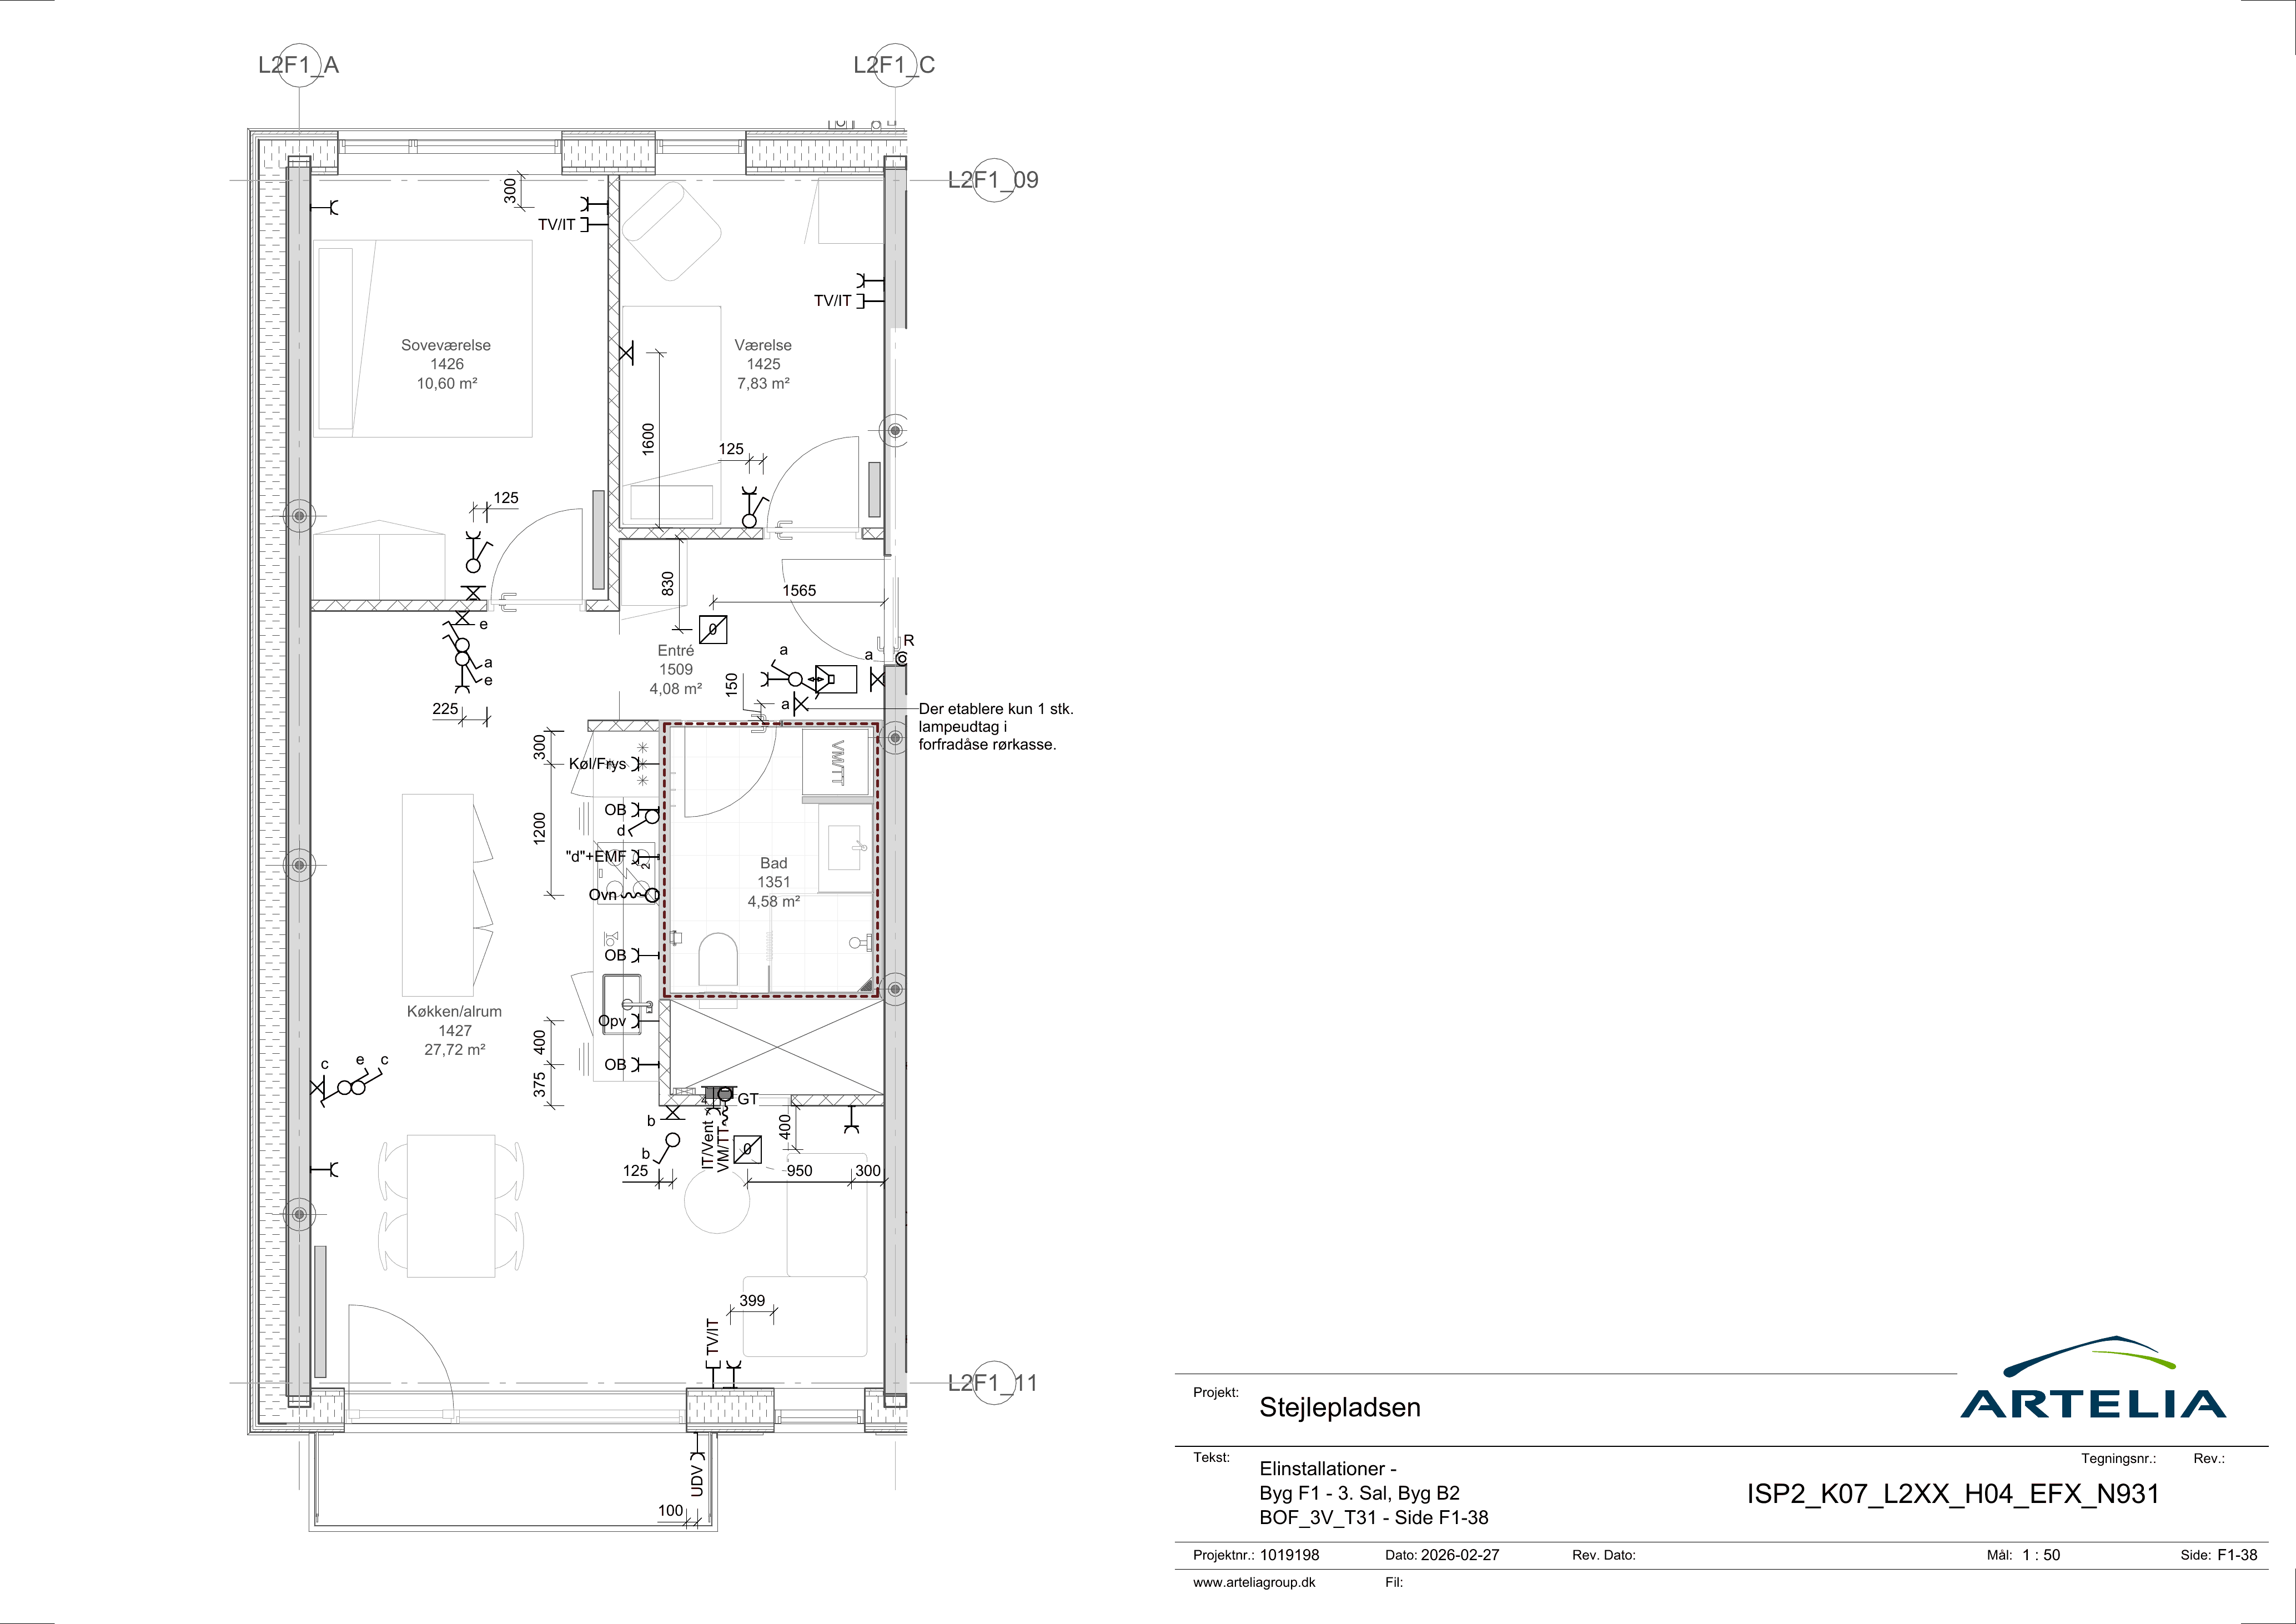 L2F1_A
L2F1_C
L2F1_09
300
TV/IT
TV/IT
Soveværelse
1426
10,60 m²
Værelse
1425
7,83 m²
1600
125
125
830
1565
0
e
Entré
1509
4,08 m²
R
a
a
a
e
150
a
225
Der etablere kun 1 stk.
lampeudtag i
forfradåse rørkasse.
300
Køl/Frys
VM/TT
OB
d
1200
"d"+EMF
2
Ovn
Bad
1351
4,58 m²
OB
Køkken/alrum
1427
27,72 m²
Opv
400
c
e
c
OB
375
GT
b
IT/Vent
VM/TT
400
0
b
125
950
300
399
TV/IT
L2F1_11
UDV
100
ARTELIA
Projekt:
Stejlepladsen
Tekst:
Elinstallationer -
Byg F1 - 3. Sal, Byg B2
BOF_3V_T31 - Side F1-38
Tegningsnr.:
Rev.:
ISP2_K07_L2XX_H04_EFX_N931
Projektnr.: 1019198
Dato: 2026-02-27
Rev. Dato:
Mål: 1 : 50
Side: F1-38
www.arteliagroup.dk
Fil: